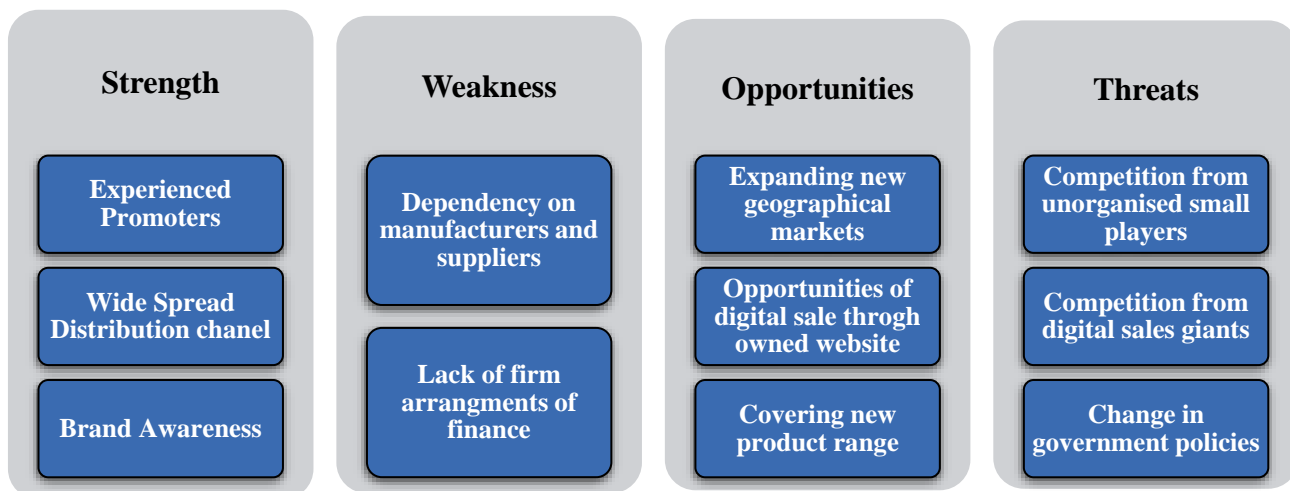 Strength
Experienced
Promoters
Wide Spread
Distribution chanel
Brand Awareness
Weakness
Dependency on
manufacturers and
suppliers
Lack of firm
arrangments of
finance
Opportunities
Expanding new
geographical
markets
Opportunities of
digital sale throgh
owned website
Covering new
product range
Threats
Competition from
unorganised small
players
Competition from
digital sales giants
Change in
government policies